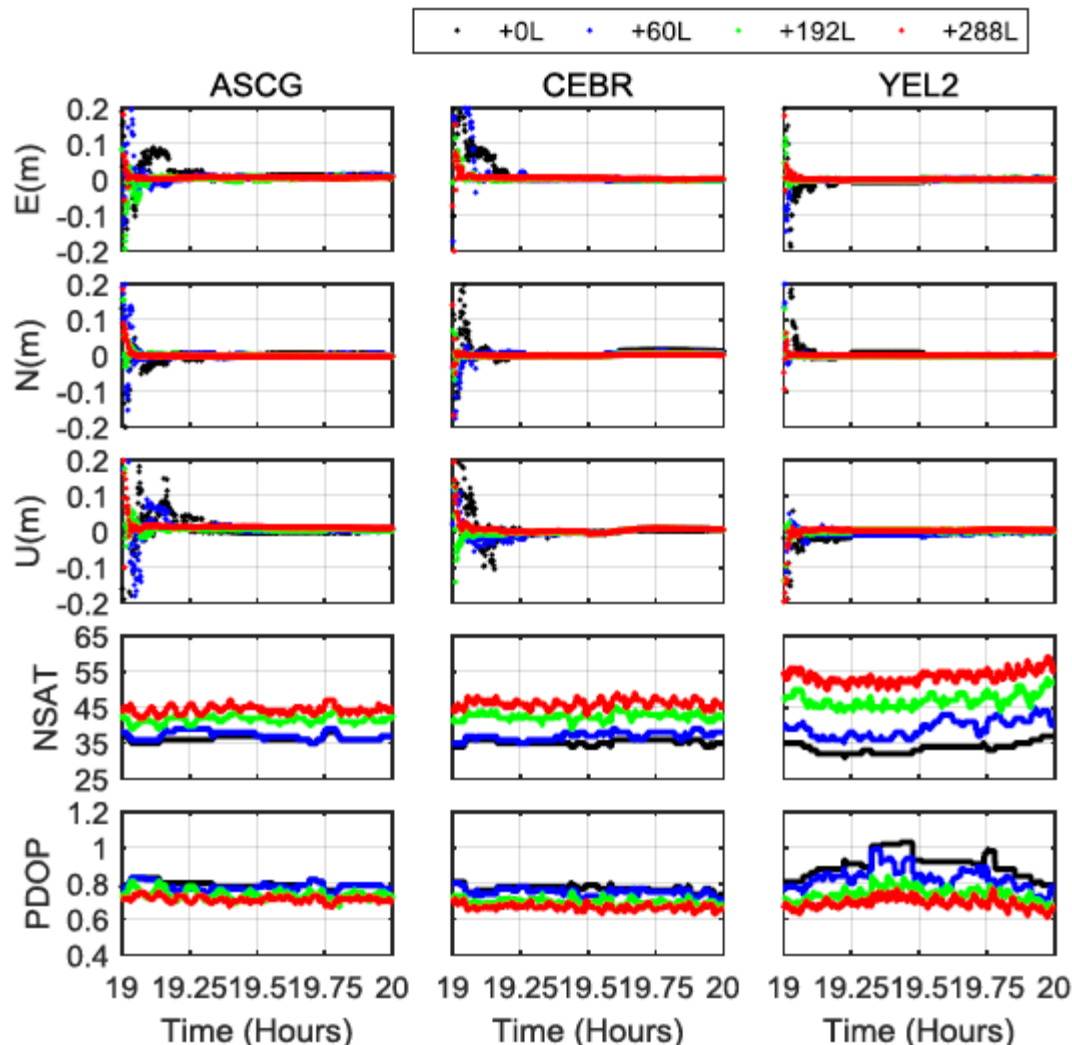 +0L +60L +192L +288L
ASCG CEBR YEL2
E(m)
0.2
0.1
0
-0.1
-0.2
N(m)
0.2
0.1
0
-0.1
-0.2
U(m)
0.2
0.1
0
-0.1
-0.2
NSAT
65
55
45
35
25
PDOP
1.2
1
0.8
0.6
0.4
19 19.25 19.5 19.75 20 19 19.25 19.5 19.75 20 19 19.25 19.5 19.75 20
Time (Hours) Time (Hours) Time (Hours)